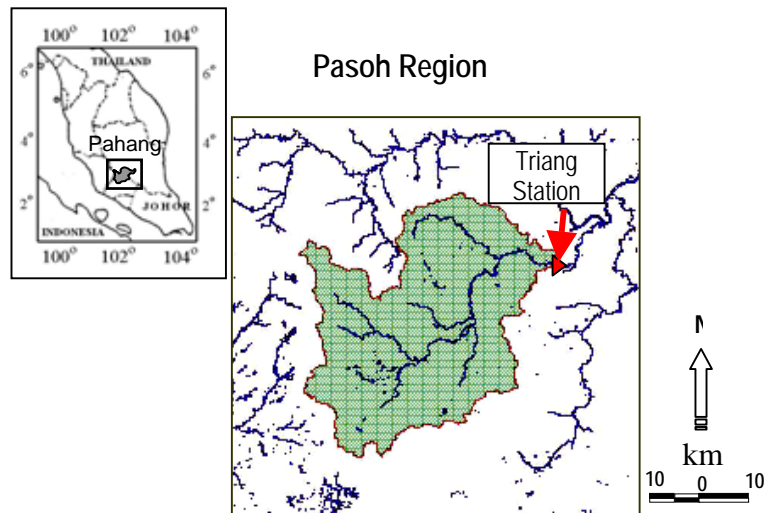 100° 102° 104°
6°
THAILAND
6°
4°
4°
Pahang
2°
JOHOR
2°
INDONESIA
100° 102° 104°
Pasoh Region
Triang
Station
N
km
10 0 10